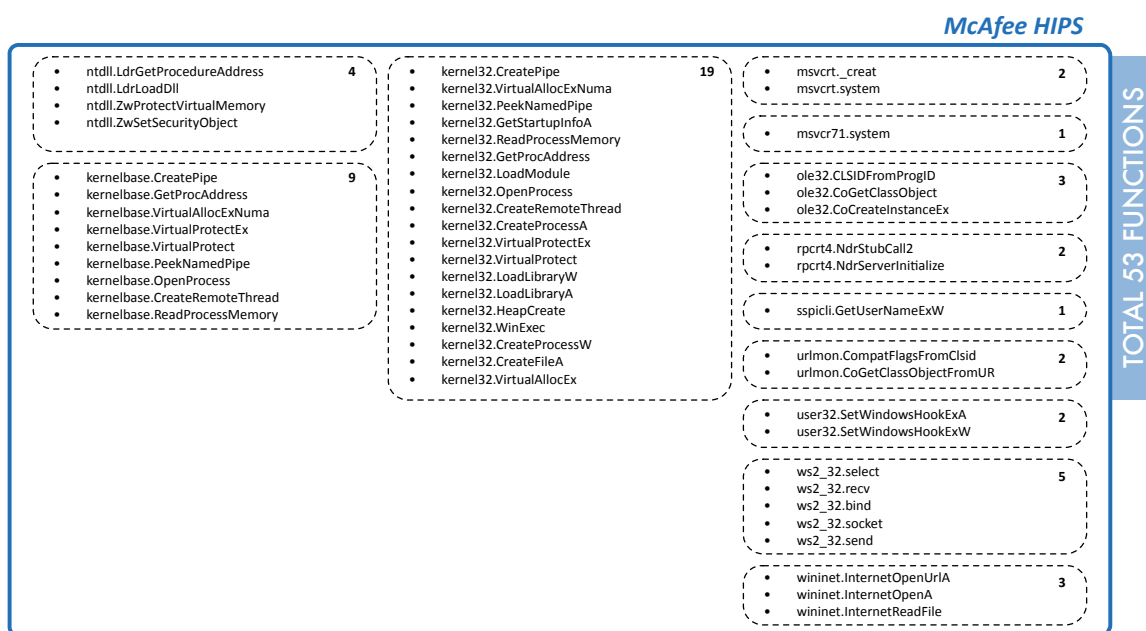 McAfee HIPS
• ntdll.LdrGetProcedureAddress 4
• ntdll.LdrLoadDll
• ntdll.ZwProtectVirtualMemory
• ntdll.ZwSetSecurityObject
• kernelbase.CreatePipe 9
• kernelbase.GetProcAddress
• kernelbase.VirtualAllocExNuma
• kernelbase.VirtualProtectEx
• kernelbase.VirtualProtect
• kernelbase.PeekNamedPipe
• kernelbase.OpenProcess
• kernelbase.CreateRemoteThread
• kernelbase.ReadProcessMemory
• kernel32.CreatePipe 19
• kernel32.VirtualAllocExNuma
• kernel32.PeekNamedPipe
• kernel32.GetStartupInfoA
• kernel32.ReadProcessMemory
• kernel32.GetProcAddress
• kernel32.LoadModule
• kernel32.OpenProcess
• kernel32.CreateRemoteThread
• kernel32.CreateProcessA
• kernel32.VirtualProtectEx
• kernel32.VirtualProtect
• kernel32.LoadLibraryW
• kernel32.LoadLibraryA
• kernel32.HeapCreate
• kernel32.WinExec
• kernel32.CreateProcessW
• kernel32.CreateFileA
• kernel32.VirtualAllocEx
• msvcrt._creat 2
• msvcrt.system
• msvcr71.system 1
• ole32.CLSIDFromProgID 3
• ole32.CoGetClassObject
• ole32.CoCreateInstanceEx
• rpcrt4.NdrStubCall2 2
• rpcrt4.NdrServerInitialize
• sspicli.GetUserNameExW 1
• urlmon.CompatFlagsFromClsid 2
• urlmon.CoGetClassObjectFromUR
• user32.SetWindowsHookExA 2
• user32.SetWindowsHookExW
• ws2_32.select 5
• ws2_32.recv
• ws2_32.bind
• ws2_32.socket
• ws2_32.send
• wininet.InternetOpenUrlA 3
• wininet.InternetOpenA
• wininet.InternetReadFile
TOTAL 53 FUNCTIONS